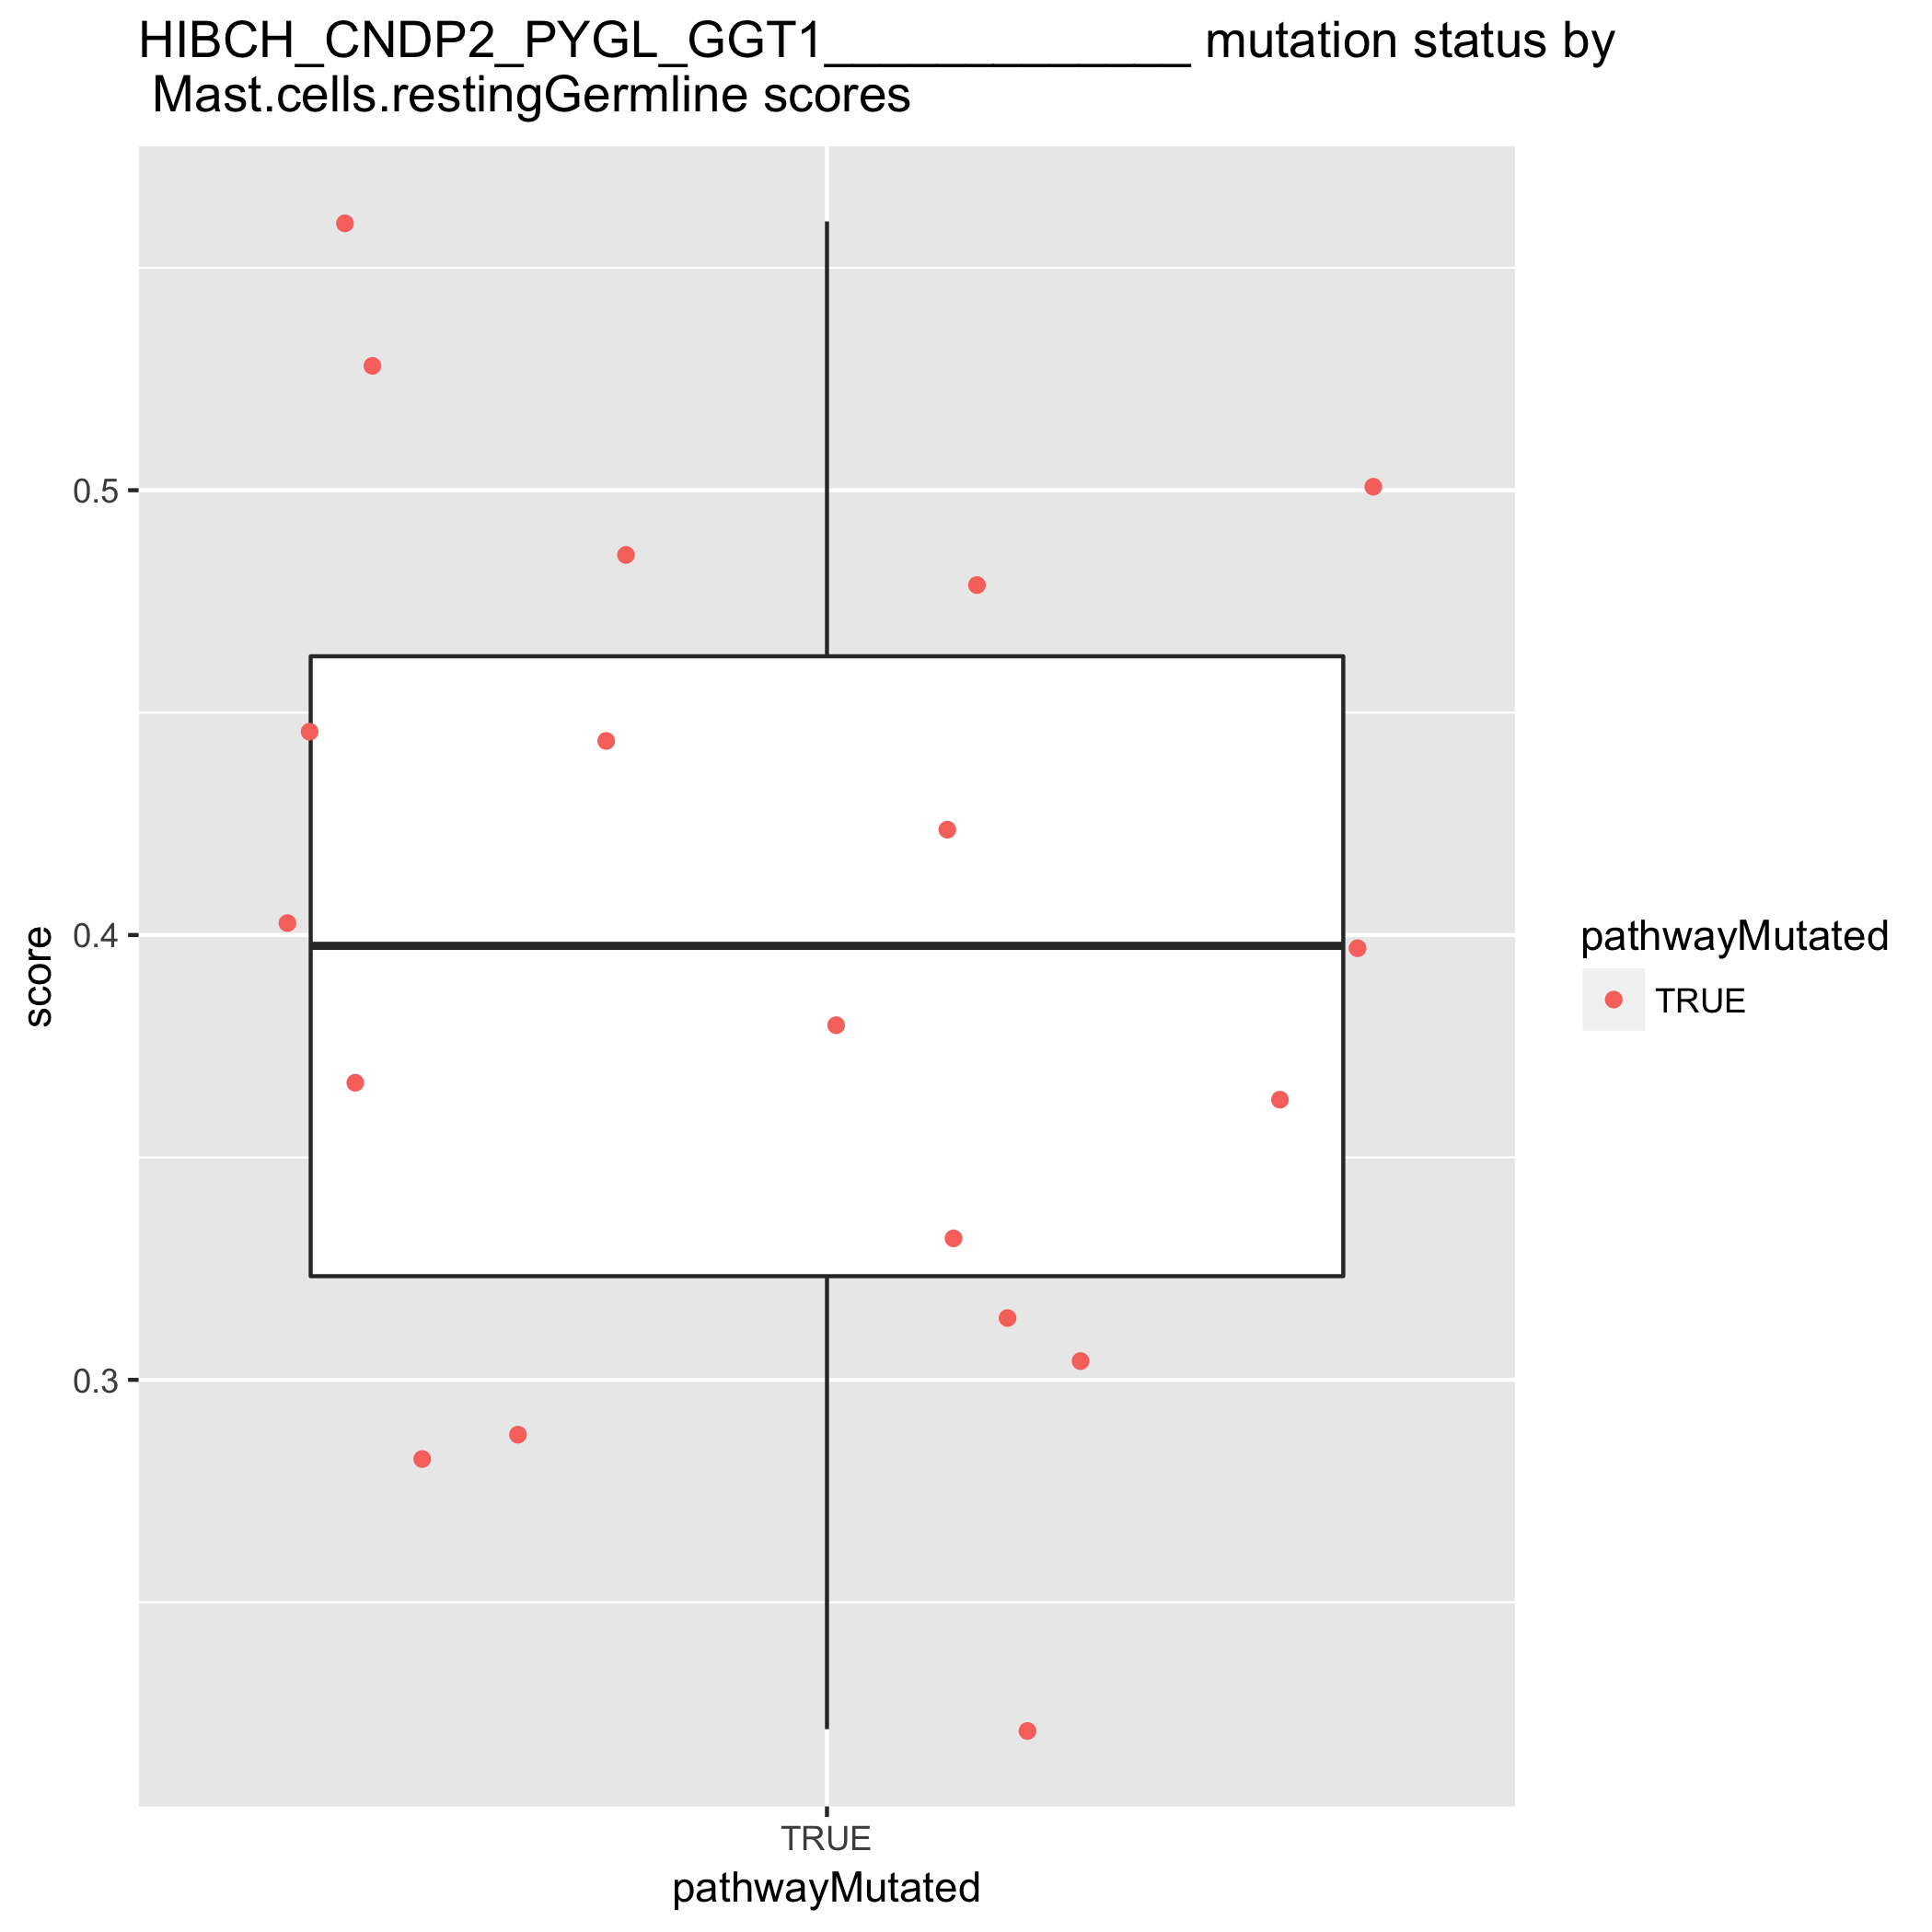 HIBCH_CNDP2_PYGL_GGT1_____________ mutation status by
Mast.cells.restingGermline scores
0.5
0.4
0.3
score
TRUE
pathwayMutated
pathwayMutated
TRUE